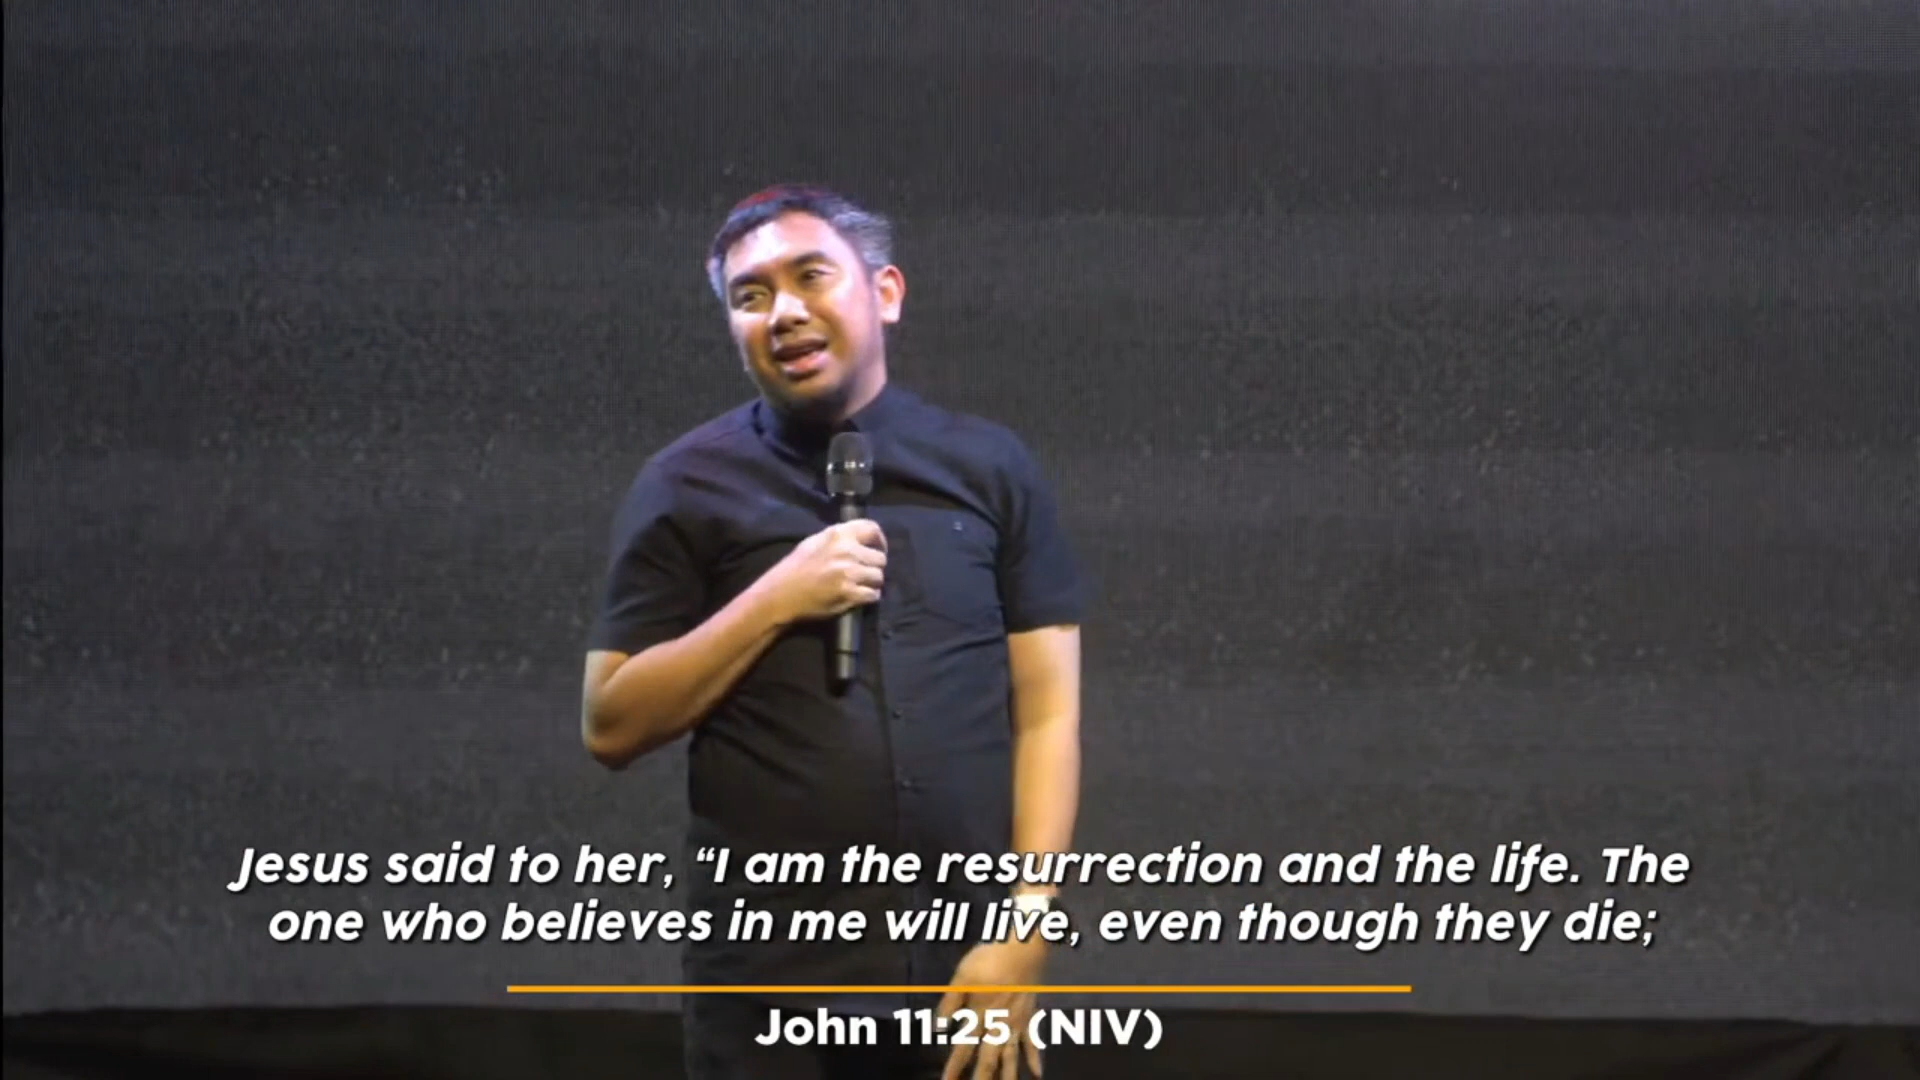 Jesus said to her, “I am the resurrection and the life. The
one who believes in me will live, even though they die;
John 11:25 (NIV)